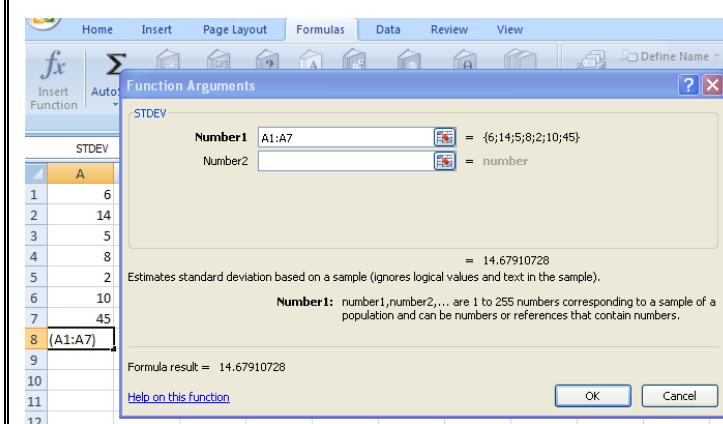 Home Insert Page Layout Formulas Data Review View
fx Σ A θ Define Name
Insert Function
Function Arguments ? X
STDEV
Number1 A1:A7 = {6;14;5;8;2;10;45}
Number2 = number
= 14.67910728
Estimates standard deviation based on a sample (ignores logical values and text in the sample).
Number1: number1,number2,... are 1 to 255 numbers corresponding to a sample of a
population and can be numbers or references that contain numbers.
Formula result = 14.67910728
Help on this function OK Cancel
STDEV
A
1 6
2 14
3 5
4 8
5 2
6 10
7 45
8 (A1:A7)
9
10
11
12